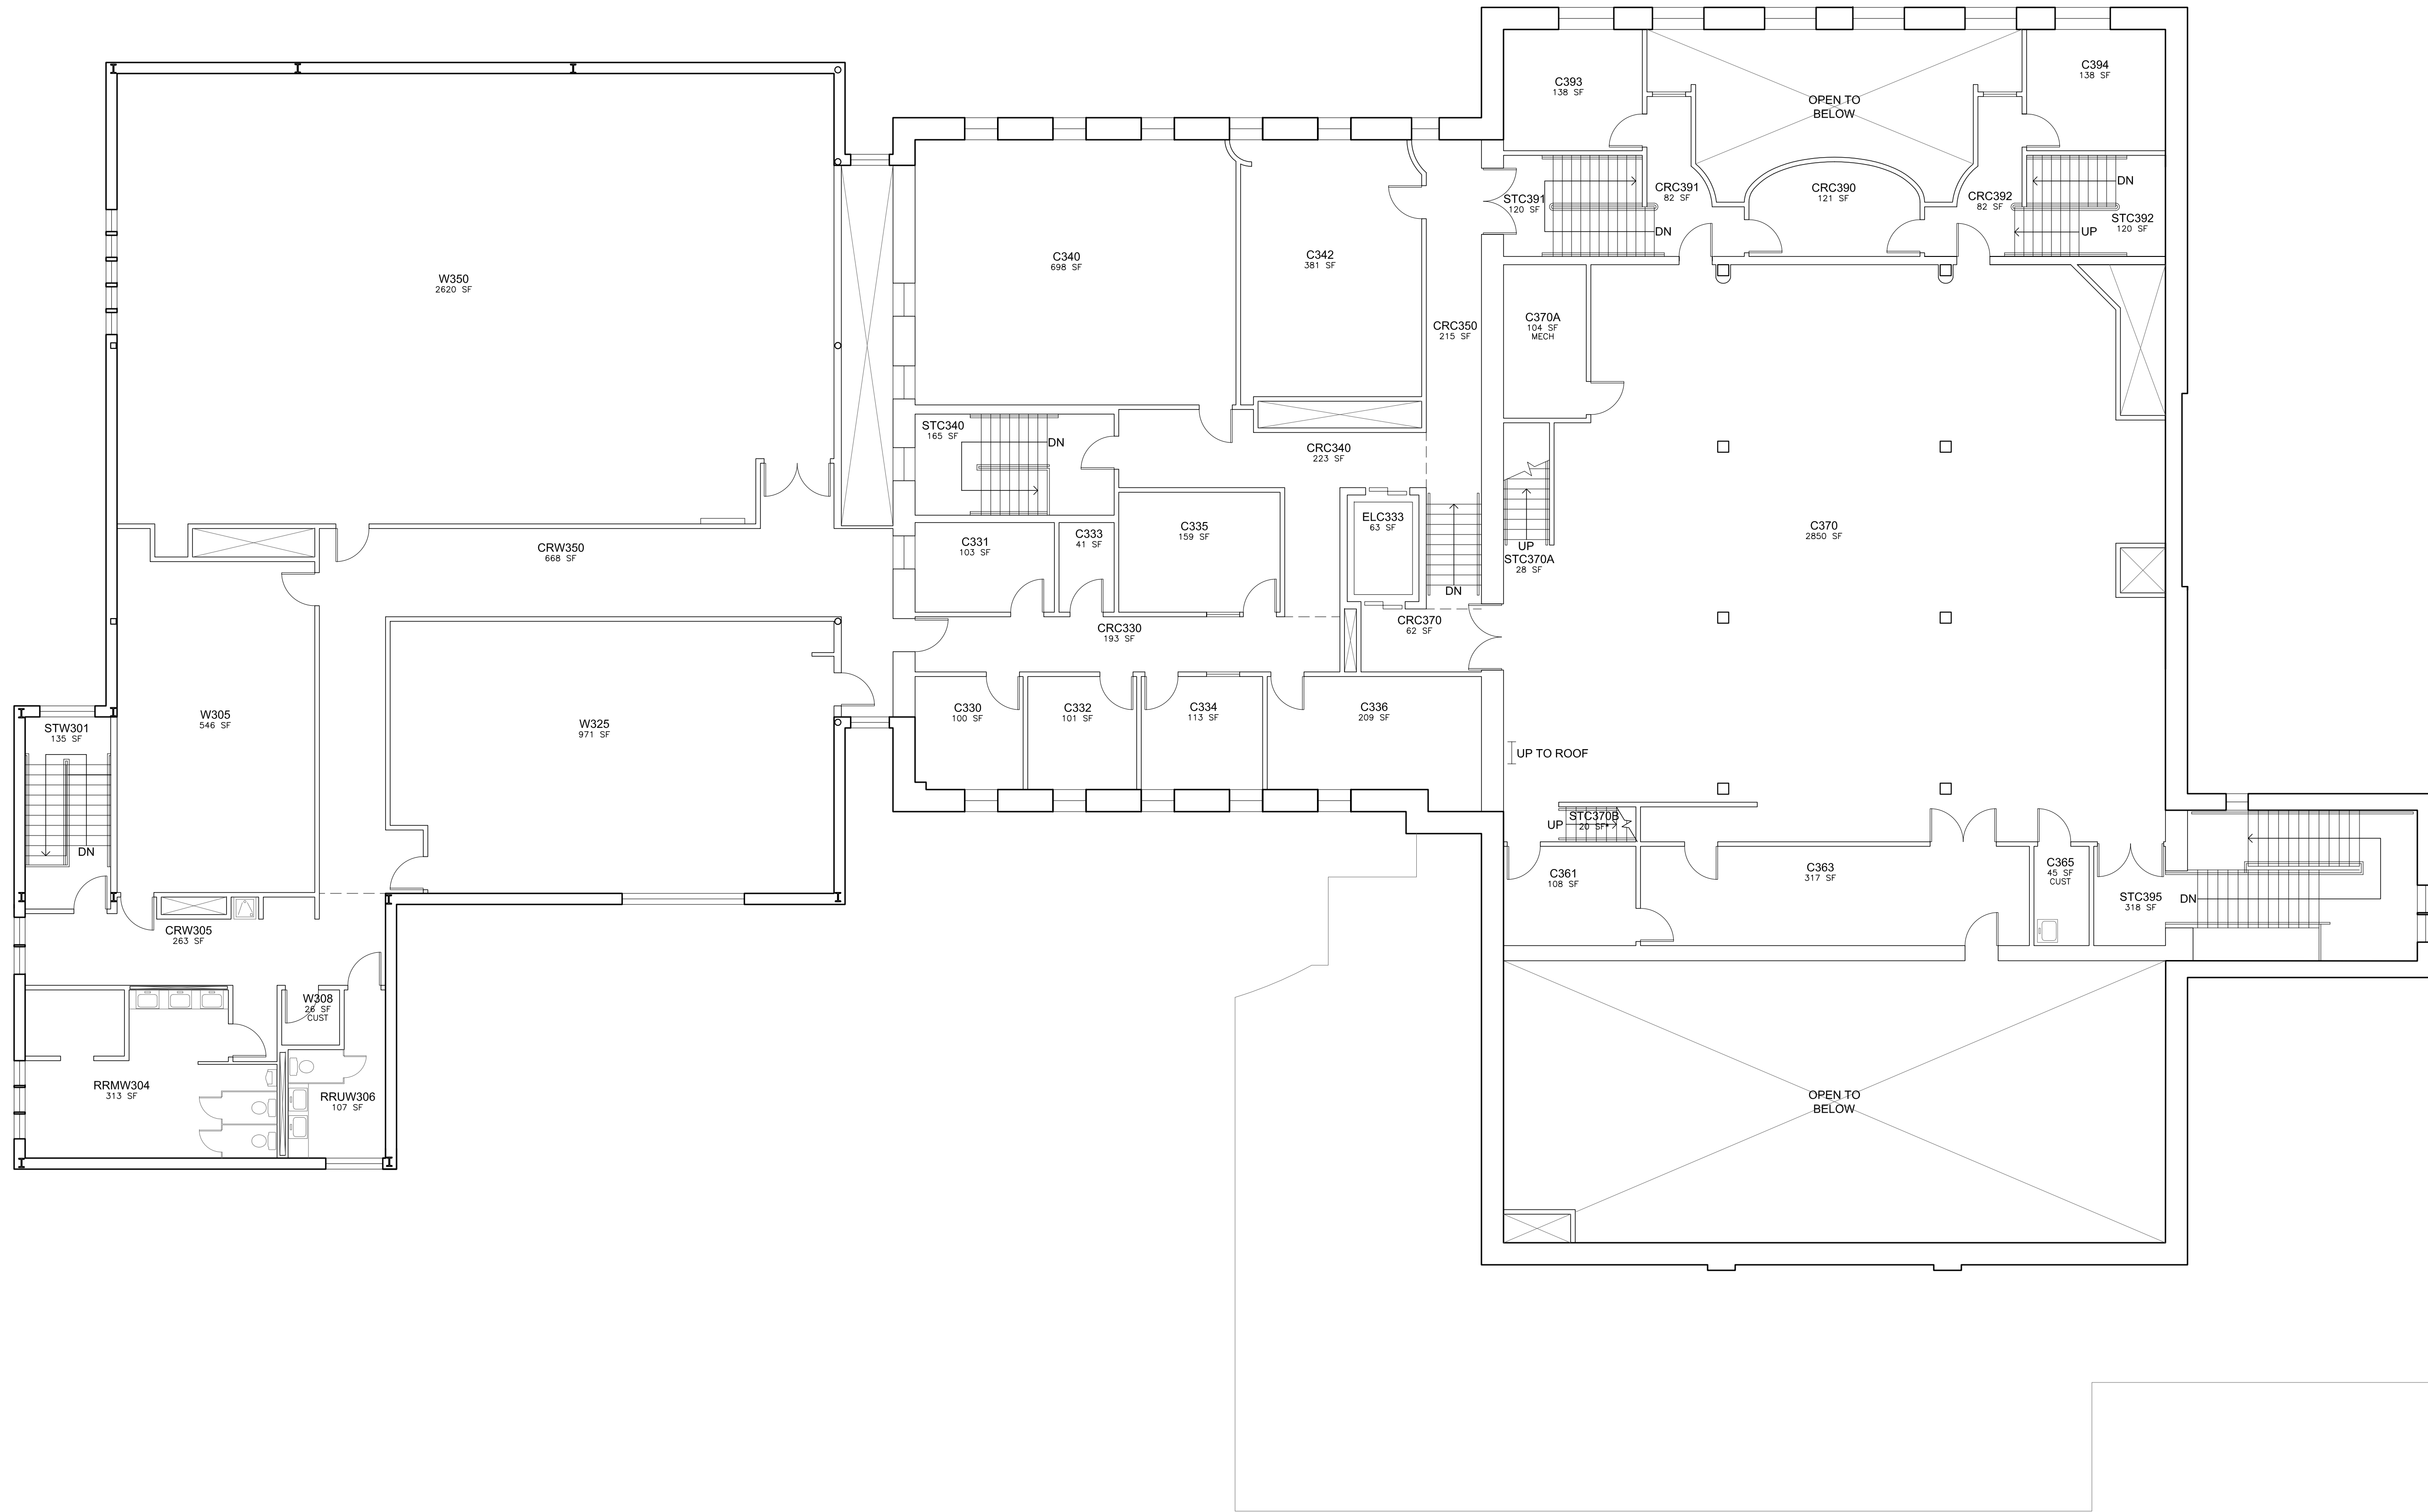 C393
138 SF
OPEN TO
BELOW
C394
138 SF
STC391
120 SF
DN
CRC391
82 SF
CRC390
121 SF
CRC392
82 SF
DN
UP
STC392
120 SF
W350
2620 SF
C340
698 SF
C342
381 SF
CRC350
215 SF
C370A
104 SF
MECH
STC340
165 SF
DN
CRC340
223 SF
CRW350
668 SF
C331
103 SF
C333
41 SF
C335
159 SF
ELC333
63 SF
DN
UP
STC370A
28 SF
C370
2850 SF
CRC330
193 SF
CRC370
62 SF
STW301
135 SF
DN
W305
546 SF
W325
971 SF
C330
100 SF
C332
101 SF
C334
113 SF
C336
209 SF
UP TO ROOF
UP
STC370B
20 SF
C361
108 SF
C363
317 SF
C365
45 SF
CUST
STC395
318 SF
DN
CRW305
263 SF
W308
26 SF
CUST
RRMW304
313 SF
RRUW306
107 SF
OPEN TO
BELOW